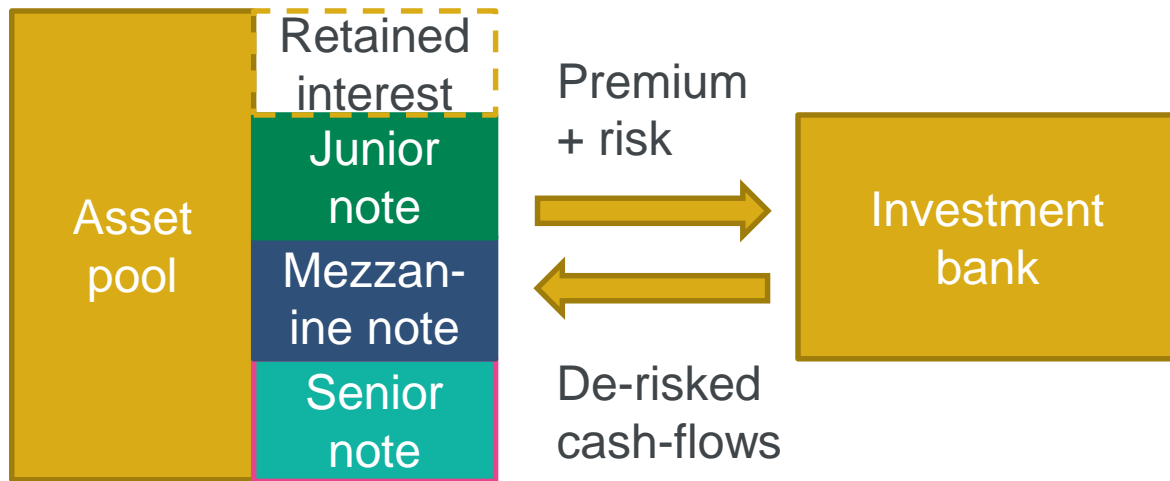 Asset
pool
Retained
interest
Junior
note
Mezzan-
ine note
Senior
note
Premium
+ risk
De-risked
cash-flows
Investment
bank